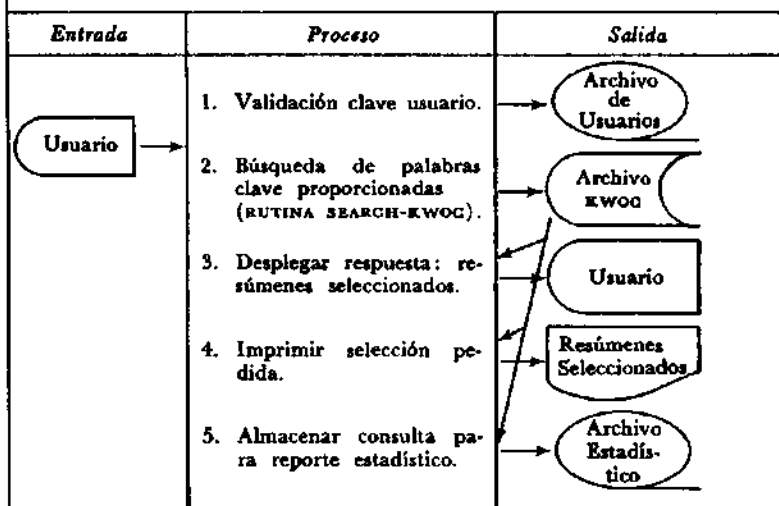 Entrada
Proceso
Salida
Usuario
1. Validación clave usuario.
2. Búsqueda de palabras
clave proporcionadas
(RUTINA SEARCH-KWOC).
3. Desplegar respuesta: re-
súmenes seleccionados.
4. Imprimir selección pe-
dida.
5. Almacenar consulta pa-
ra reporte estadístico.
Archivo
de
Usuarios
Archivo
KWOC
Usuario
Resúmenes
Seleccionados
Archivo
Estadís-
tico